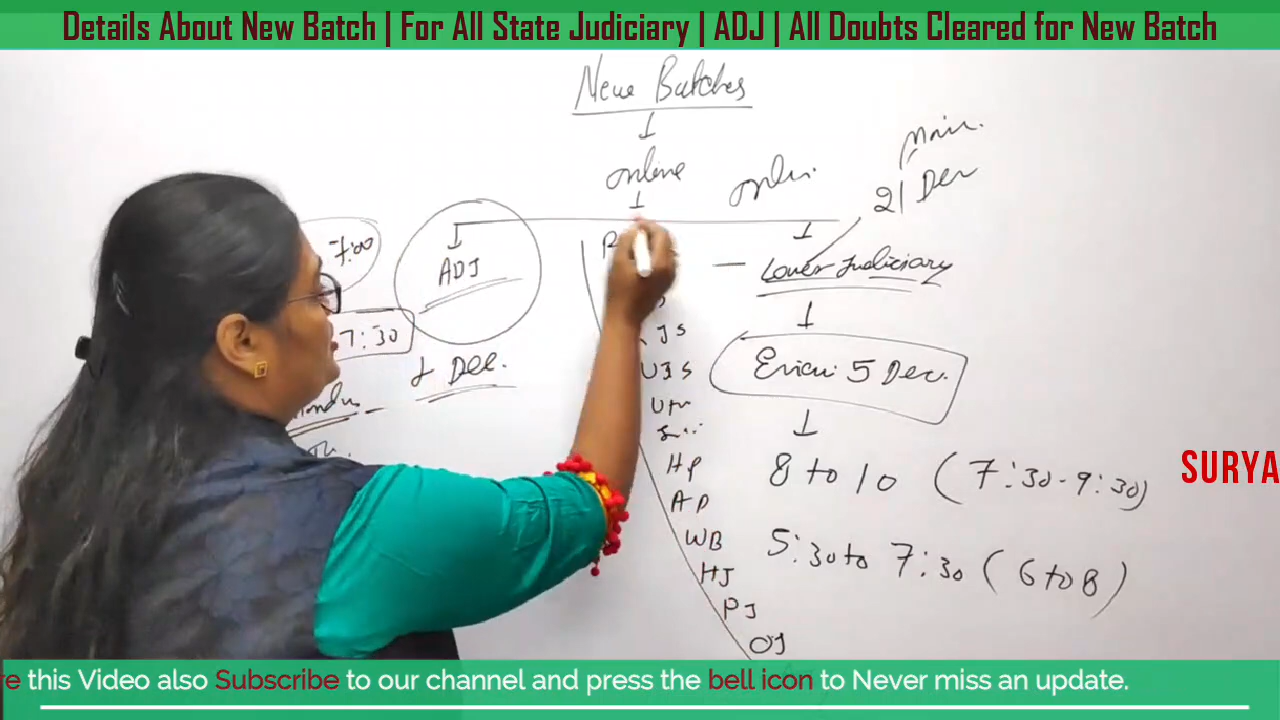 Details About New Batch | For All State Judiciary | ADJ | All Doubts Cleared for New Batch
New Batches
online
21 Dec
7:00
ADJ
Lower Judiciary
7:30
2 Dec.
5 Dec.
JS
UJS
HP
AP
WB
HJ
PJ
OJ
8 to 10 (7:30-9:30)
5:30 to 7:30 (6 to 8)
SURYA
this Video also Subscribe to our channel and press the bell icon to Never miss an update.